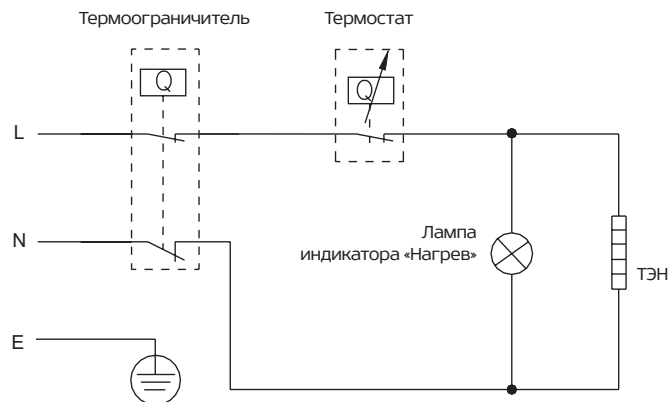 Термоограничитель
Термостат
Q
Q
L
N
Лампа
индикатора «Нагрев»
ТЭН
E